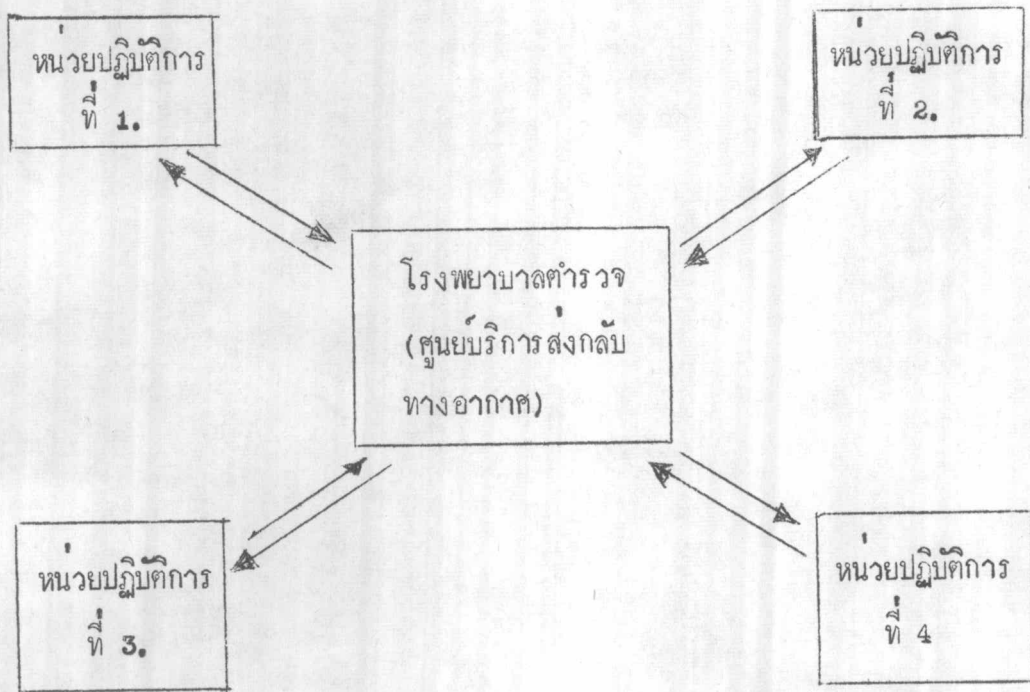 หน่วยปฏิบัติการ
ที่ 1.
หน่วยปฏิบัติการ
ที่ 2.
โรงพยาบาลตำรวจ
(ศูนย์บริการส่งกลับ
ทางอากาศ)
หน่วยปฏิบัติการ
ที่ 3.
หน่วยปฏิบัติการ
ที่ 4